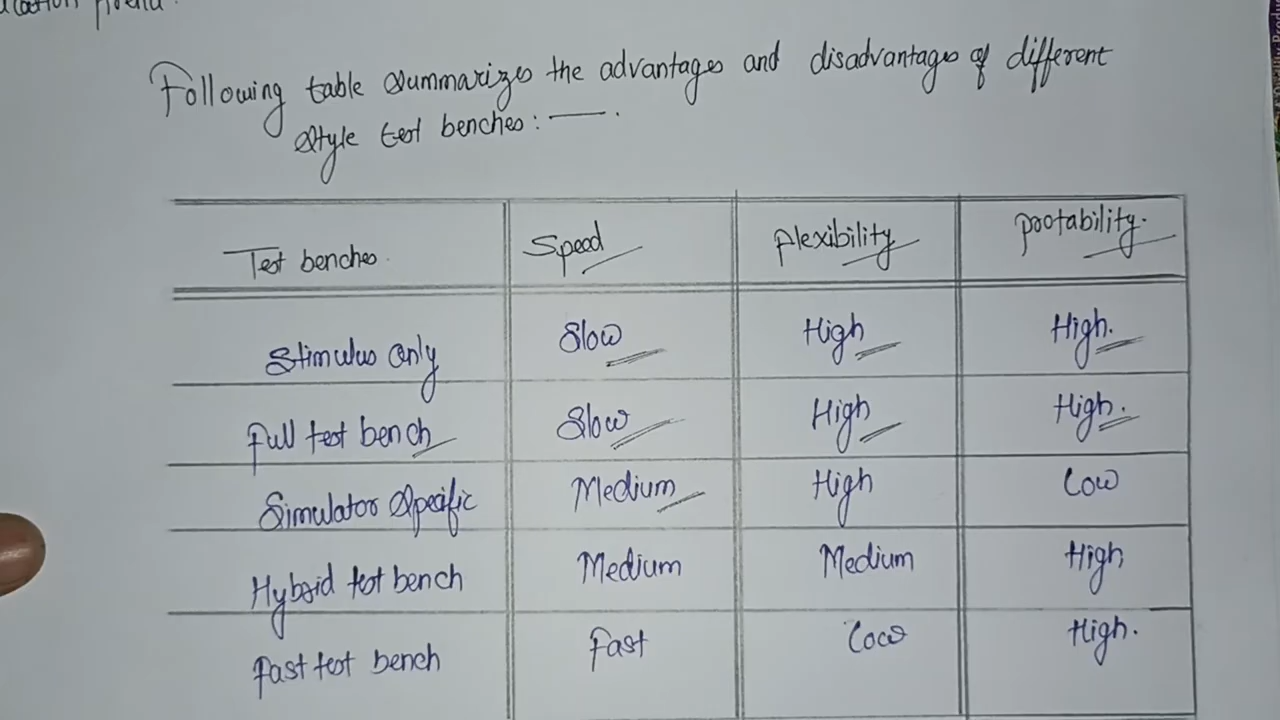 Following table summarizes the advantages and disadvantages of different
style test benches: —.
Test benches. Speed Flexibility Portability.
Stimulus only Slow High High.
Full test bench Slow High High.
Simulator specific Medium High Low
Hybrid test bench Medium Medium High
Fast test bench Fast Low High.